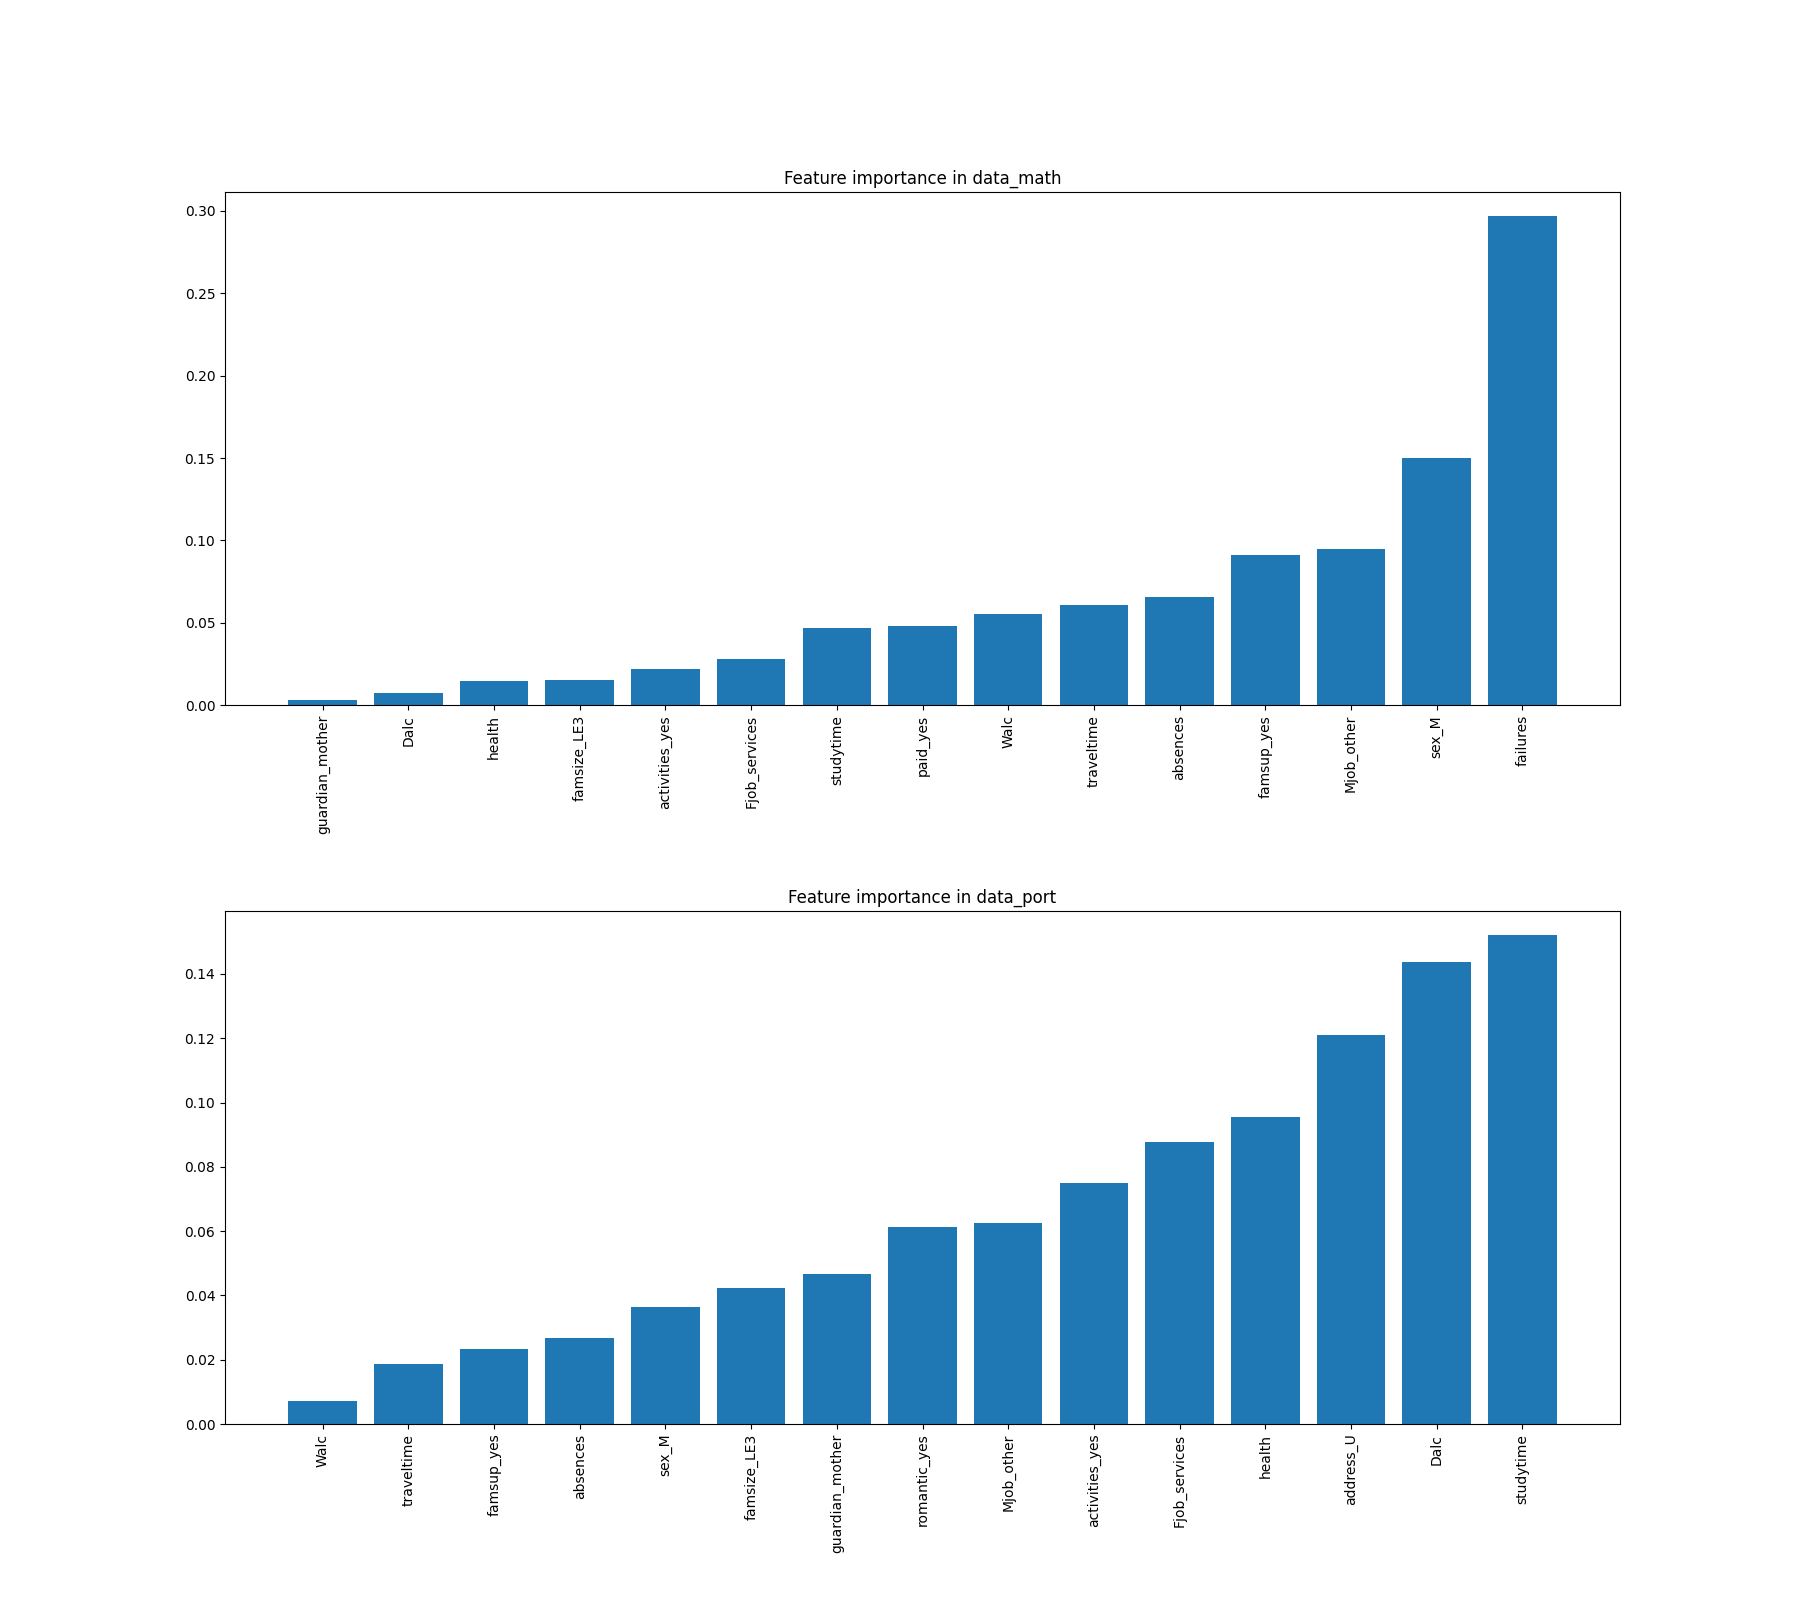 Feature importance in data_math
0.30
0.25
0.20
0.15
0.10
0.05
0.00
guardian_mother
Dalc
health
famsize_LE3
activities_yes
Fjob_services
studytime
paid_yes
Walc
traveltime
absences
famsup_yes
Mjob_other
sex_M
failures
Feature importance in data_port
0.14
0.12
0.10
0.08
0.06
0.04
0.02
0.00
Walc
traveltime
famsup_yes
absences
sex_M
famsize_LE3
guardian_mother
romantic_yes
Mjob_other
activities_yes
Fjob_services
health
address_U
Dalc
studytime